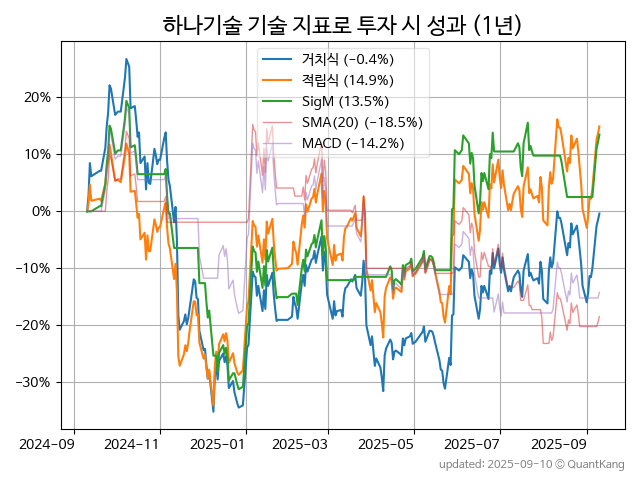 하나기술 기술 지표로 투자 시 성과 (1년)
거치식 (-0.4%)
적립식 (14.9%)
SigM (13.5%)
SMA(20) (-18.5%)
MACD (-14.2%)
20%
10%
0%
-10%
-20%
-30%
2024-09 2024-11 2025-01 2025-03 2025-05 2025-07 2025-09
updated: 2025-09-10 © QuantKang